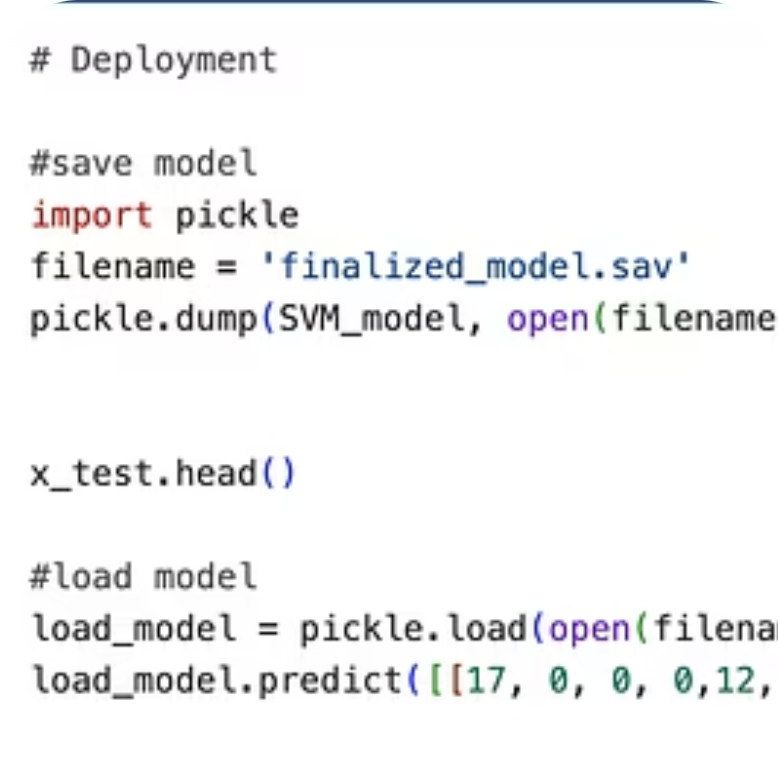 # Deployment
#save model
import pickle
filename = 'finalized_model.sav'
pickle.dump(SVM_model, open(filename
x_test.head()
#load model
load_model = pickle.load(open(filena
load_model.predict([[17, 0, 0, 0,12,